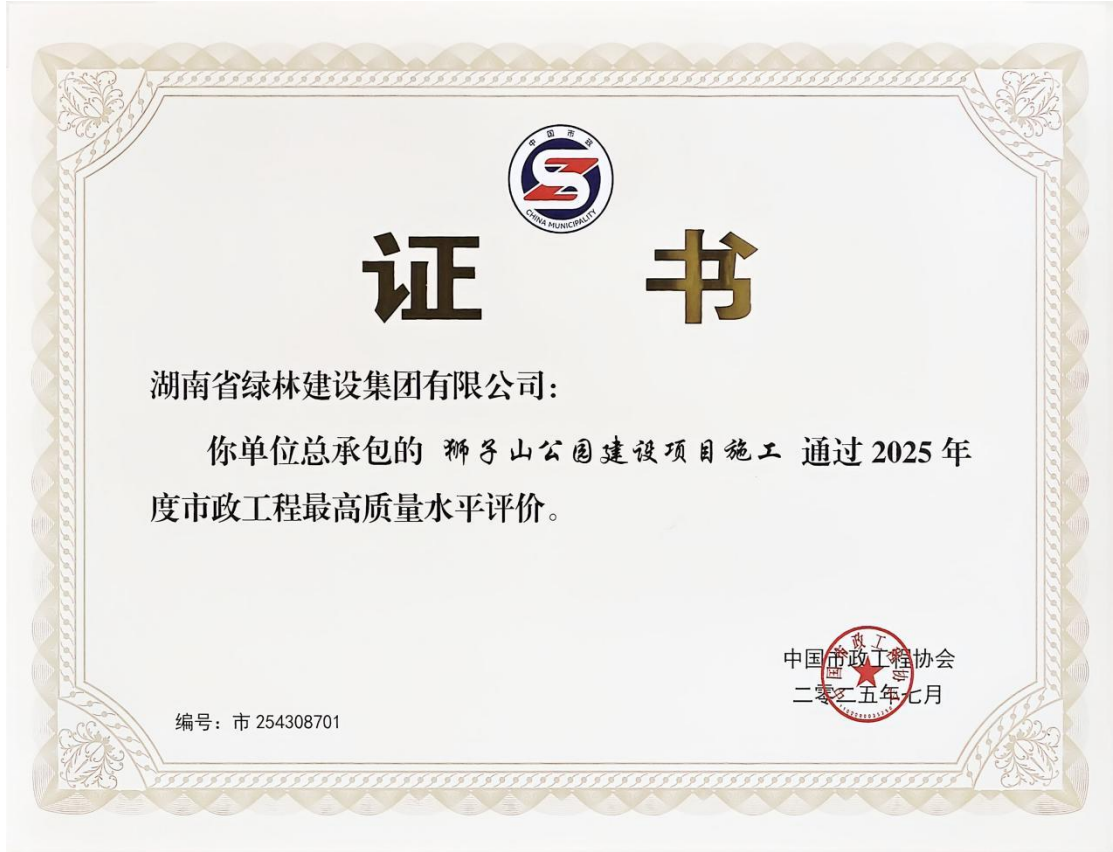 中国市政
CHINA MUNICIPALITY
证书
湖南省绿林建设集团有限公司：
你单位总承包的 狮子山公园建设项目施工 通过 2025 年
度市政工程最高质量水平评价。
中国市政工程协会
二零二五年七月
编号：市 254308701